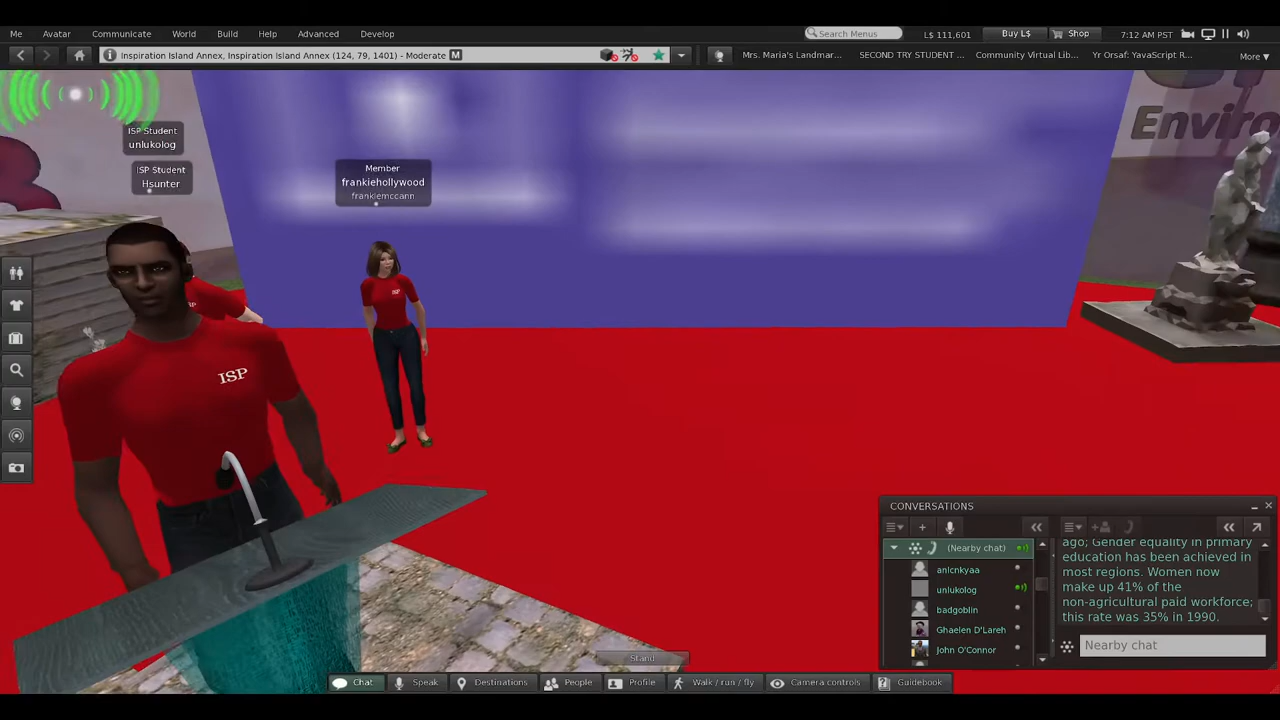 Me Avatar Communicate World Build Help Advanced Develop Search Menus L$ 111,601 Buy L$ Shop 7:12 AM PST
Inspiration Island Annex, Inspiration Island Annex (124, 79, 1401) - Moderate M Mrs. Maria's Landmar... SECOND TRY STUDENT ... Community Virtual Lib... Yr Orsaf: YavaScript R... More
Enviro
ISP Student
unlukolog
ISP Student
Hsunter
Member
frankiehollywood
frankiemccann
ISP
ISP
CONVERSATIONS
(Nearby chat)
anlcnkyaa
unlukolog
badgoblin
Ghaelen D'Lareh
John O'Connor
ago; Gender equality in primary
education has been achieved in
most regions. Women now
make up 41% of the
non-agricultural paid workforce;
this rate was 35% in 1990.
Nearby chat
Stand
Chat Speak Destinations People Profile Walk / run / fly Camera controls Guidebook